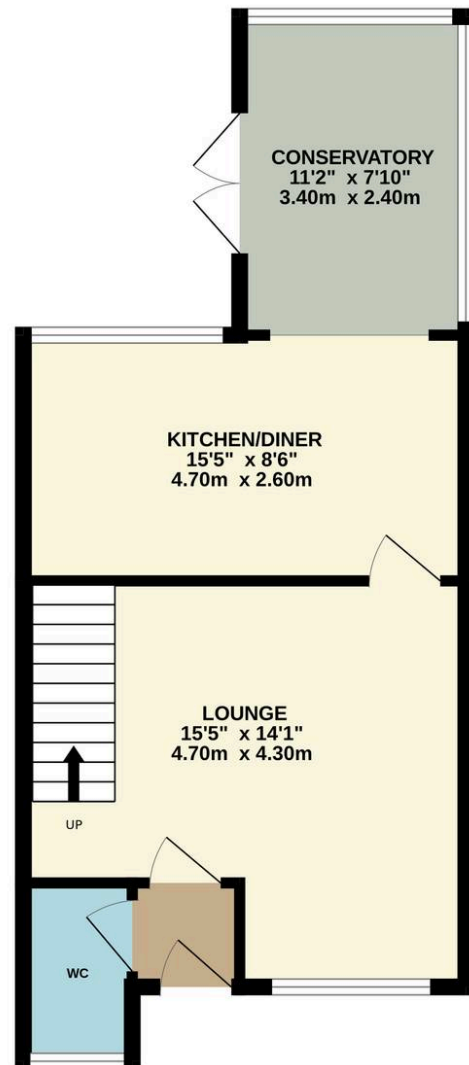 CONSERVATORY
11'2" x 7'10"
3.40m x 2.40m
KITCHEN/DINER
15'5" x 8'6"
4.70m x 2.60m
LOUNGE
15'5" x 14'1"
4.70m x 4.30m
UP
WC